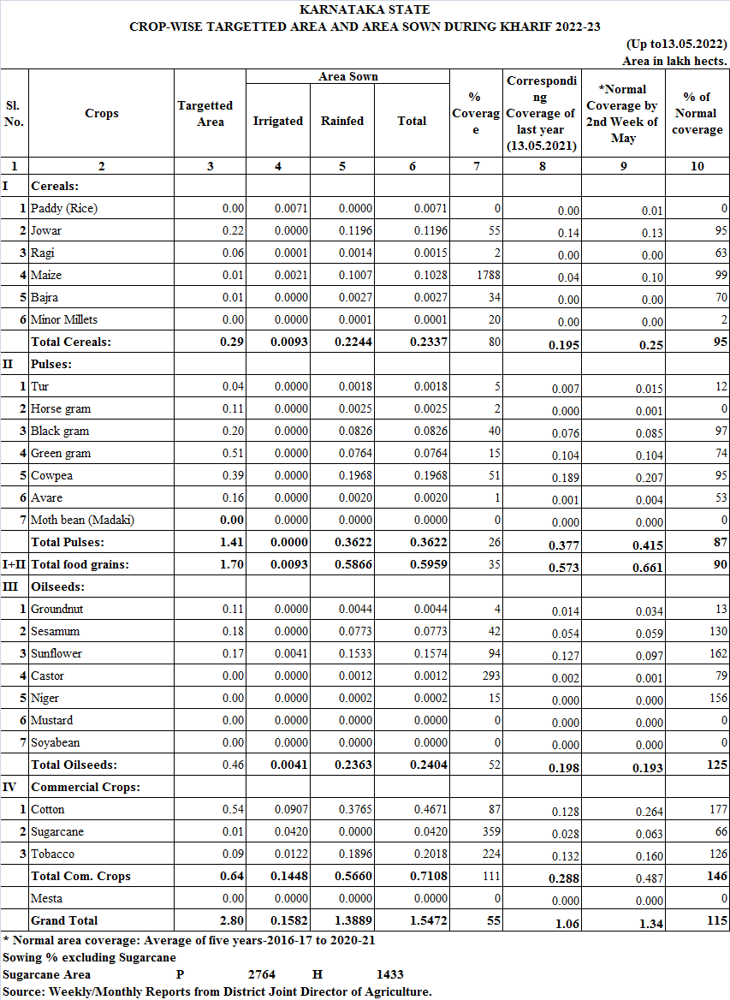 KARNATAKA STATE
CROP-WISE TARGETTED AREA AND AREA SOWN DURING KHARIF 2022-23
(Up to13.05.2022)
Area in lakh hects.
Sl. No. Crops Targetted Area Area Sown % Coverag e Correspondi ng Coverage of last year (13.05.2021) *Normal Coverage by 2nd Week of May % of Normal coverage
Irrigated Rainfed Total
1 2 3 4 5 6 7 8 9 10
I Cereals:
1 Paddy (Rice) 0.00 0.0071 0.0000 0.0071 0 0.00 0.01 0
2 Jowar 0.22 0.0000 0.1196 0.1196 55 0.14 0.13 95
3 Ragi 0.06 0.0001 0.0014 0.0015 2 0.00 0.00 63
4 Maize 0.01 0.0021 0.1007 0.1028 1788 0.04 0.10 99
5 Bajra 0.01 0.0000 0.0027 0.0027 34 0.00 0.00 70
6 Minor Millets 0.00 0.0000 0.0001 0.0001 20 0.00 0.00 2
Total Cereals: 0.29 0.0093 0.2244 0.2337 80 0.195 0.25 95
II Pulses:
1 Tur 0.04 0.0000 0.0018 0.0018 5 0.007 0.015 12
2 Horse gram 0.11 0.0000 0.0025 0.0025 2 0.000 0.001 0
3 Black gram 0.20 0.0000 0.0826 0.0826 40 0.076 0.085 97
4 Green gram 0.51 0.0000 0.0764 0.0764 15 0.104 0.104 74
5 Cowpea 0.39 0.0000 0.1968 0.1968 51 0.189 0.207 95
6 Avare 0.16 0.0000 0.0020 0.0020 1 0.001 0.004 53
7 Moth bean (Madaki) 0.00 0.0000 0.0000 0.0000 0 0.000 0.000 0
Total Pulses: 1.41 0.0000 0.3622 0.3622 26 0.377 0.415 87
I+II Total food grains: 1.70 0.0093 0.5866 0.5959 35 0.573 0.661 90
III Oilseeds:
1 Groundnut 0.11 0.0000 0.0044 0.0044 4 0.014 0.034 13
2 Sesamum 0.18 0.0000 0.0773 0.0773 42 0.054 0.059 130
3 Sunflower 0.17 0.0041 0.1533 0.1574 94 0.127 0.097 162
4 Castor 0.00 0.0000 0.0012 0.0012 293 0.002 0.001 79
5 Niger 0.00 0.0000 0.0002 0.0002 15 0.000 0.000 156
6 Mustard 0.00 0.0000 0.0000 0.0000 0 0.000 0.000 0
7 Soyabean 0.00 0.0000 0.0000 0.0000 0 0.000 0.000 0
Total Oilseeds: 0.46 0.0041 0.2363 0.2404 52 0.198 0.193 125
IV Commercial Crops:
1 Cotton 0.54 0.0907 0.3765 0.4671 87 0.128 0.264 177
2 Sugarcane 0.01 0.0420 0.0000 0.0420 359 0.028 0.063 66
3 Tobacco 0.09 0.0122 0.1896 0.2018 224 0.132 0.160 126
Total Com. Crops 0.64 0.1448 0.5660 0.7108 111 0.288 0.487 146
Mesta 0.00 0.0000 0.0000 0.0000 0 0.000 0.000 0
Grand Total 2.80 0.1582 1.3889 1.5472 55 1.06 1.34 115
* Normal area coverage: Average of five years-2016-17 to 2020-21
Sowing % excluding Sugarcane
Sugarcane Area P 2764 H 1433
Source: Weekly/Monthly Reports from District Joint Director of Agriculture.